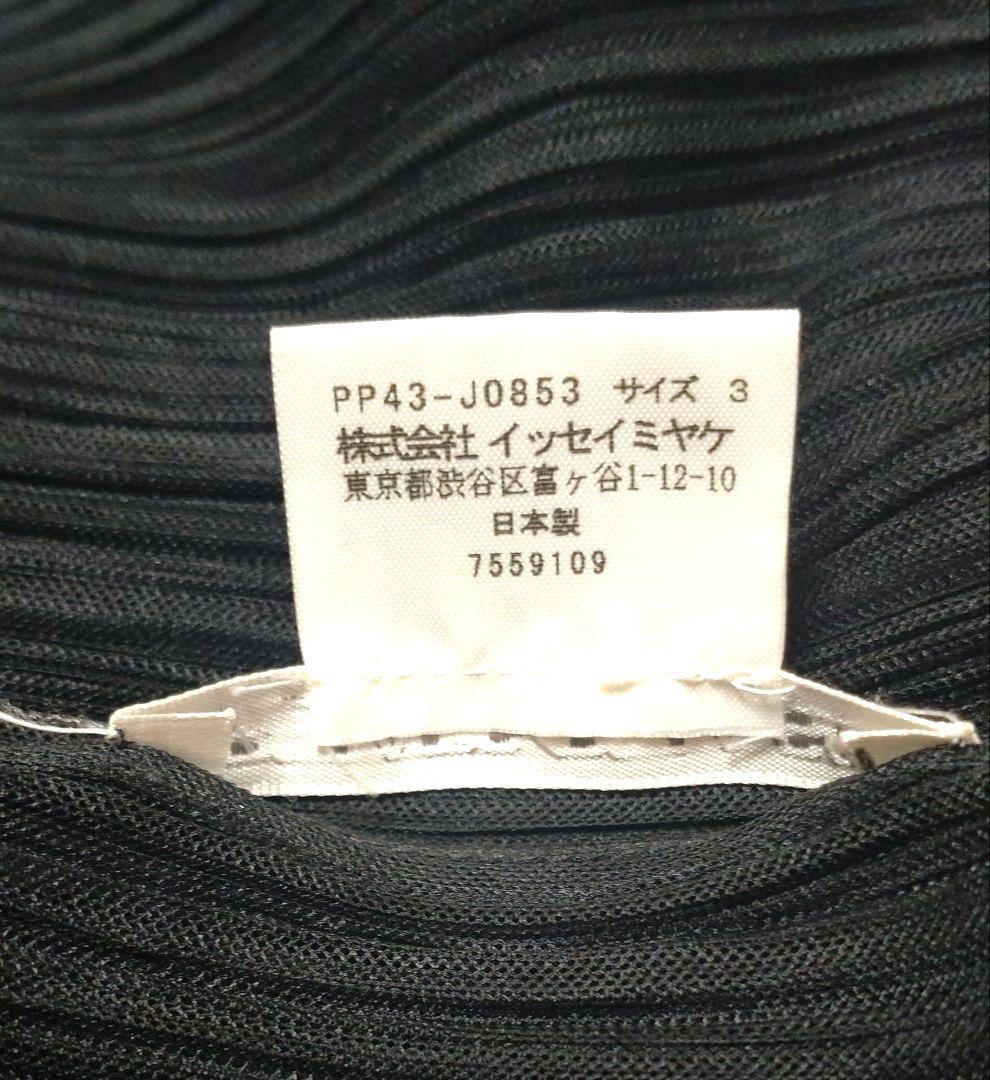 PP43-J0853 サイズ 3
株式会社 イッセイミヤケ
東京都渋谷区富ヶ谷1-12-10
日本製
7559109